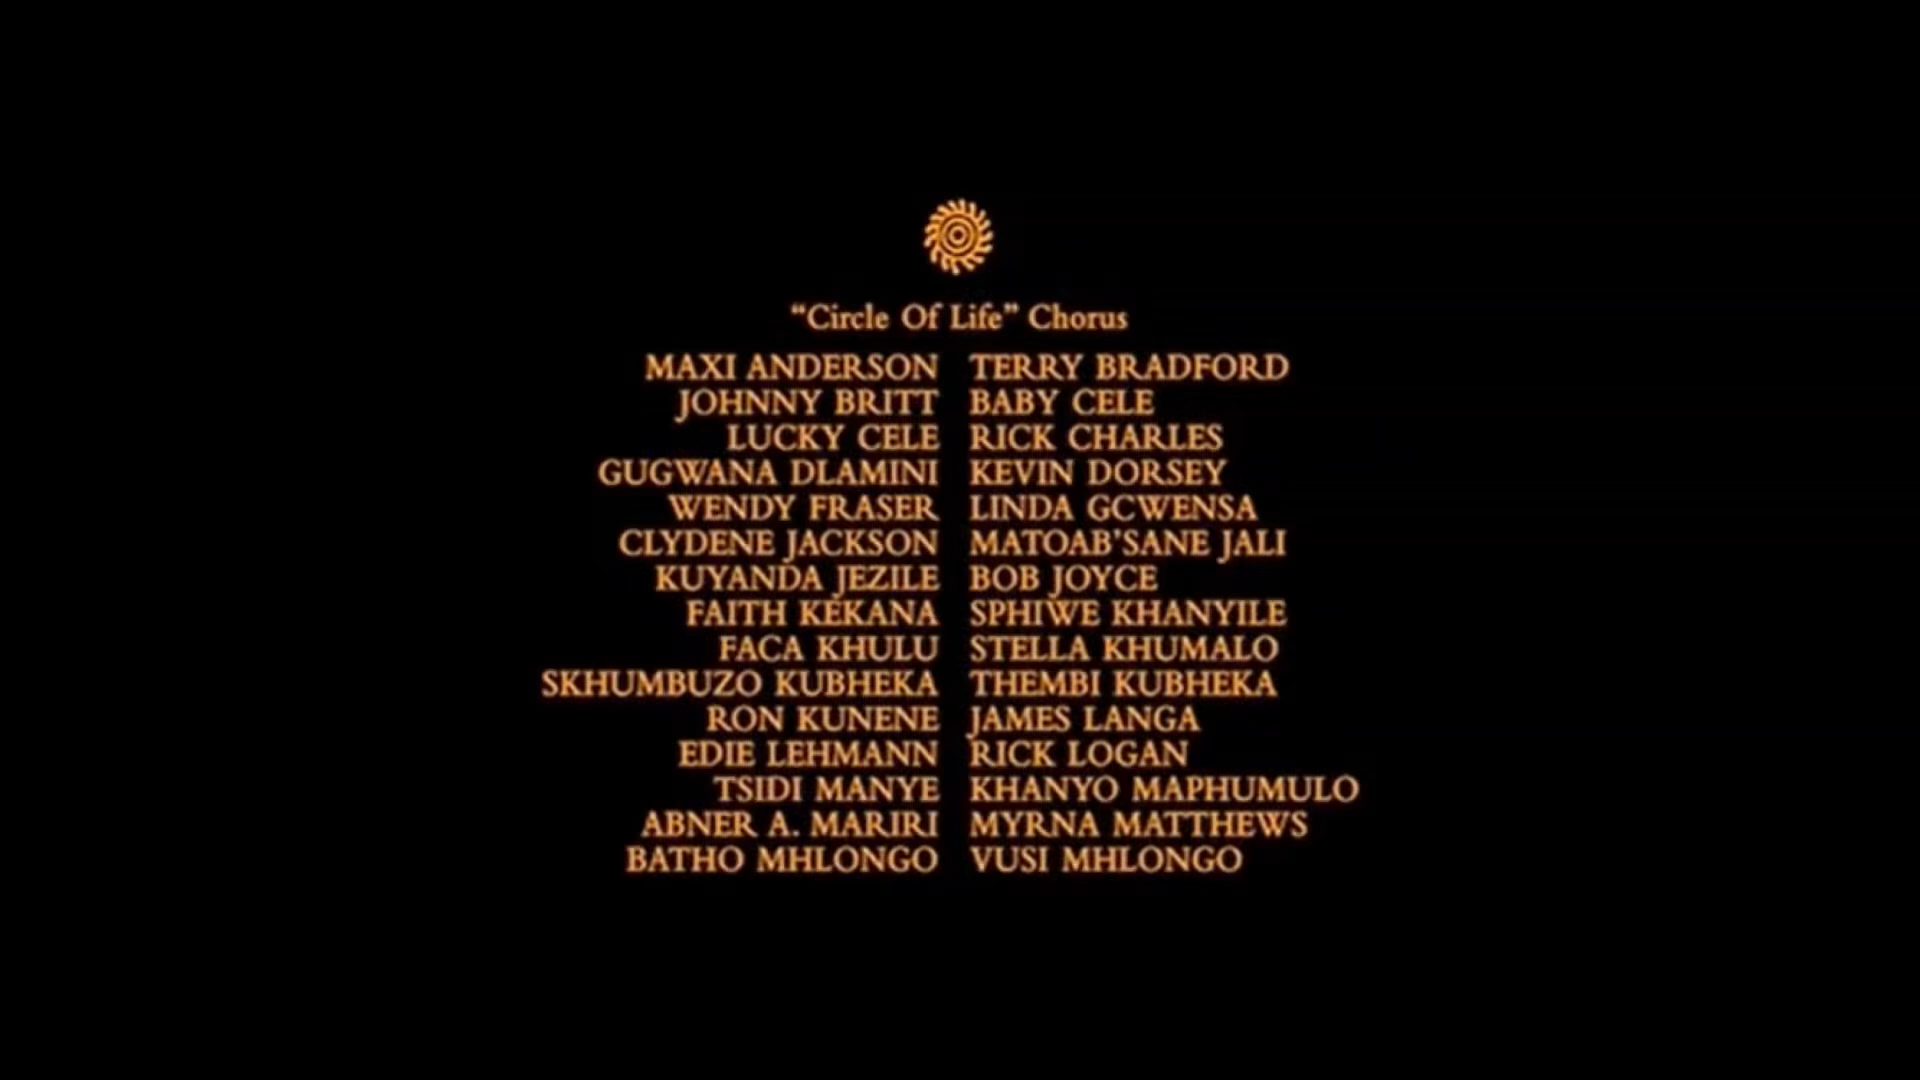 “Circle Of Life” Chorus
MAXI ANDERSON TERRY BRADFORD
JOHNNY BRITT BABY CELE
LUCKY CELE RICK CHARLES
GUGWANA DLAMINI KEVIN DORSEY
WENDY FRASER LINDA GCWENSA
CLYDENE JACKSON MATOAB’SANE JALI
KUYANDA JEZILE BOB JOYCE
FAITH KEKANA SPHIWE KHANYILE
FACA KHULU STELLA KHUMALO
SKHUMBUZO KUBHEKA THEMBI KUBHEKA
RON KUNENE JAMES LANGA
EDIE LEHMANN RICK LOGAN
TSIDI MANYE KHANYO MAPHUMULO
ABNER A. MARIRI MYRNA MATTHEWS
BATHO MHLONGO VUSI MHLONGO